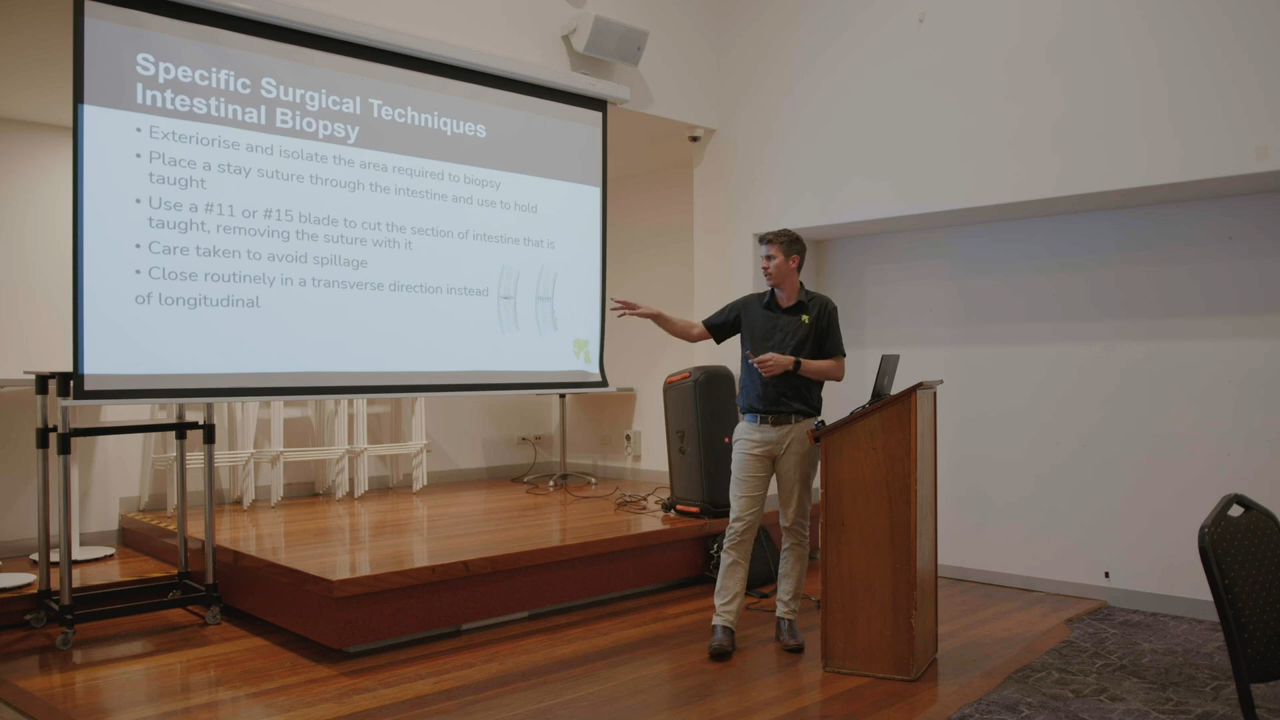 Specific Surgical Techniques
Intestinal Biopsy
• Exteriorise and isolate the area required to biopsy
• Place a stay suture through the intestine and use to hold
taught
• Use a #11 or #15 blade to cut the section of intestine that is
taught, removing the suture with it
• Care taken to avoid spillage
• Close routinely in a transverse direction instead
of longitudinal